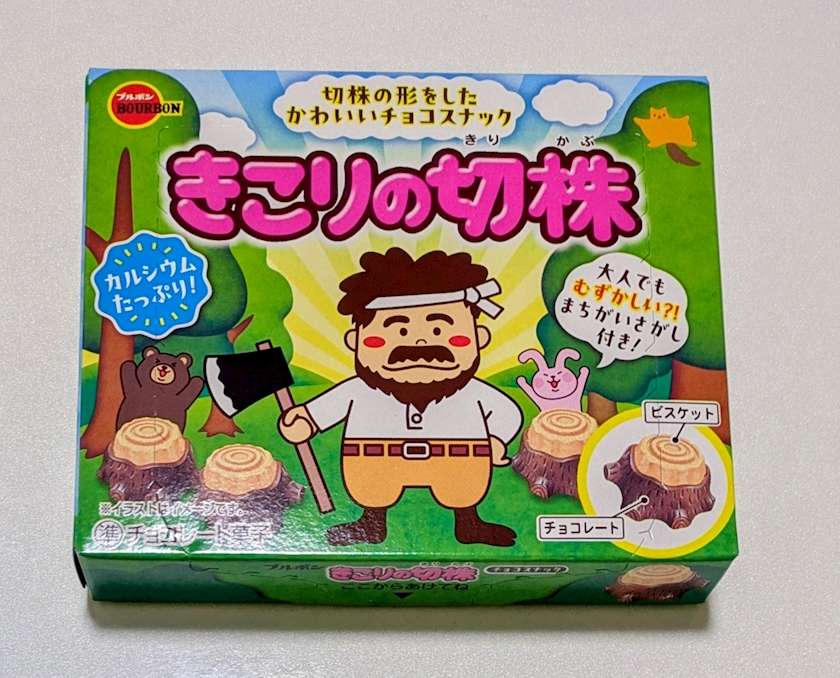 ブルボン
BOURBON
切株の形をした
かわいいチョコスナック
きり かぶ
きこりの切株
カルシウム
たっぷり!
大人でも
むずかしい?!
まちがいさがし
付き!
ビスケット
チョコレート
※イラストはイメージです。
準チョコレート菓子
ブルボン きこりの切株 チョコスナック
ここからあけてね